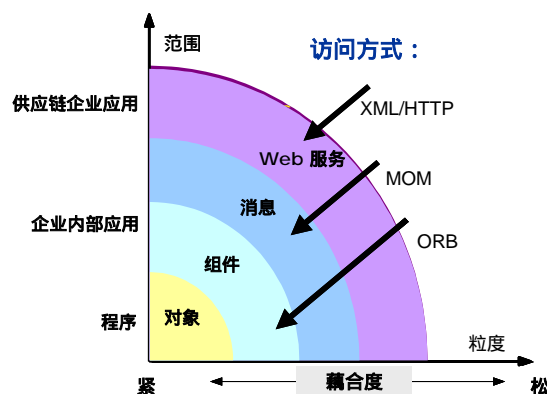 范围
访问方式：
供应链企业应用
XML/HTTP
Web 服务
MOM
消息
企业内部应用
ORB
组件
程序
对象
粒度
紧
藕合度
松